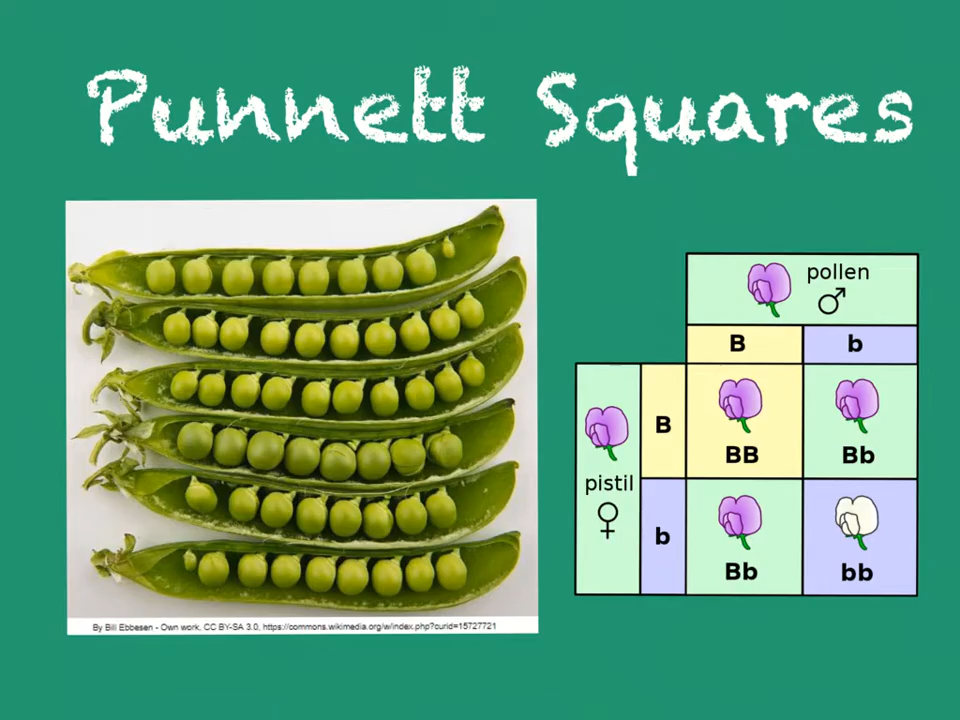 Punnett Squares
pollen
♂
B b
pistil
♀
B
BB Bb
b
Bb bb
By Bill Ebbesen - Own work, CC BY-SA 3.0, https://commons.wikimedia.org/w/index.php?curid=15727721